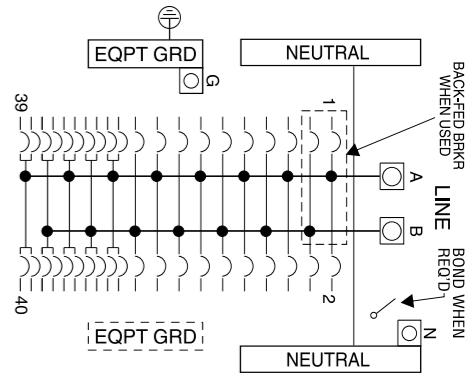 EQPT GRD
G
NEUTRAL
39
1
BACK-FED BRKR
WHEN USED
A
LINE
B
40
2
BOND WHEN
REQ'D
N
EQPT GRD
NEUTRAL